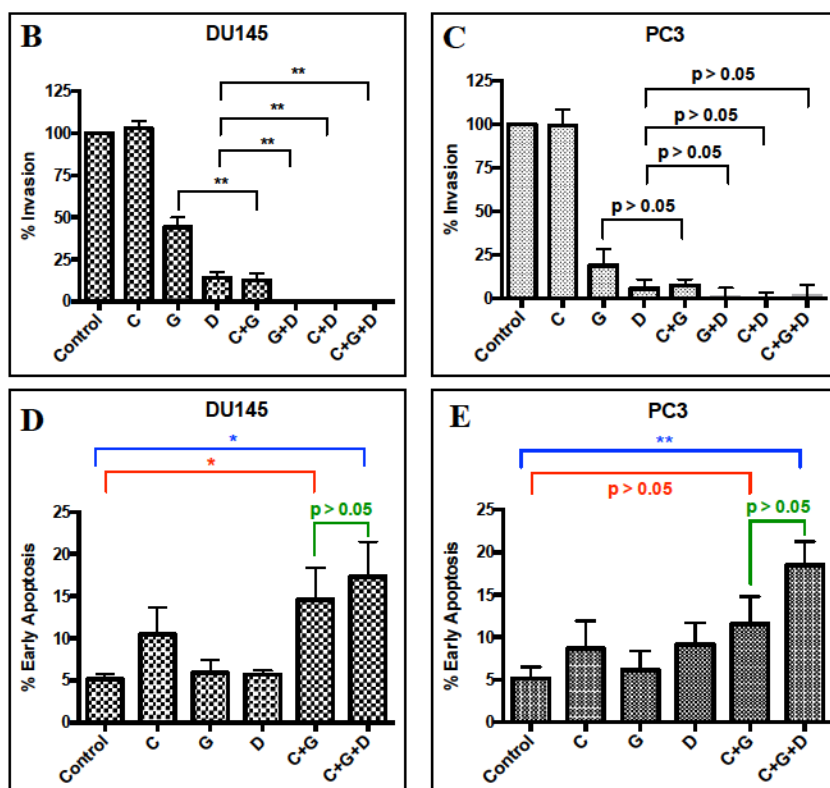 B
DU145
% Invasion
125
100
75
50
25
0
**
**
**
**
Control
C
G
D
C+G
G+D
C+D
C+G+D
C
PC3
% Invasion
125
100
75
50
25
0
p > 0.05
p > 0.05
p > 0.05
p > 0.05
Control
C
G
D
C+G
G+D
C+D
C+G+D
D
DU145
% Early Apoptosis
25
20
15
10
5
0
*
*
p > 0.05
Control
C
G
D
C+G
C+G+D
E
PC3
% Early Apoptosis
25
20
15
10
5
0
**
p > 0.05
p > 0.05
Control
C
G
D
C+G
C+G+D